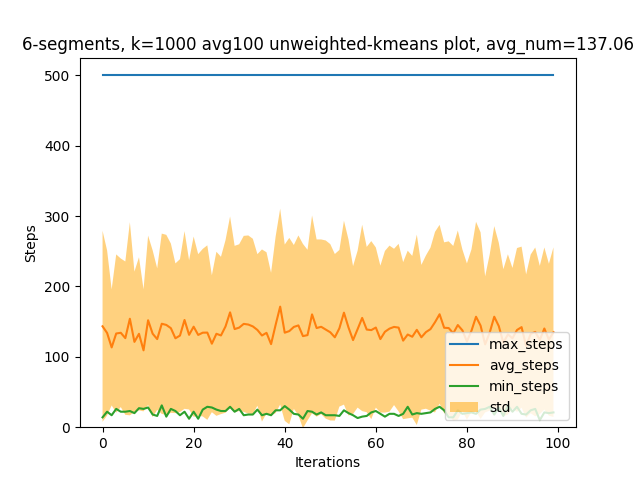 6-segments, k=1000 avg100 unweighted-kmeans plot, avg_num=137.06
500
400
300
200
100
0
Steps
0 20 40 60 80 100
Iterations
max_steps
avg_steps
min_steps
std